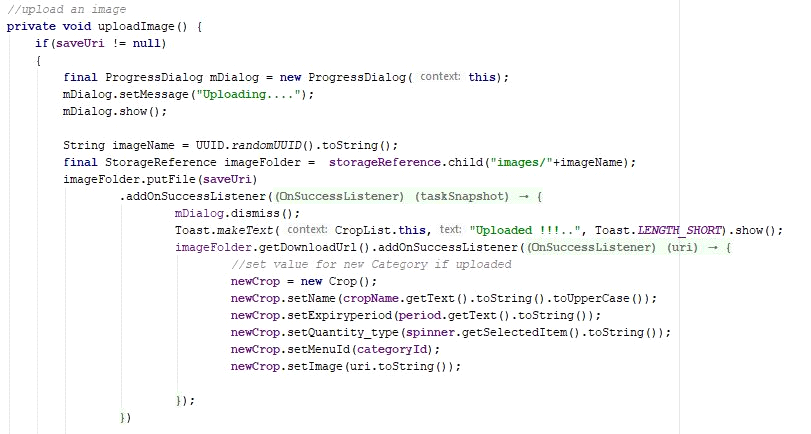 //upload an image
private void uploadImage() {
if(saveUri != null)
{
final ProgressDialog mDialog = new ProgressDialog( context: this);
mDialog.setMessage("Uploading....");
mDialog.show();
String imageName = UUID.randomUUID().toString();
final StorageReference imageFolder = storageReference.child("images/"+imageName);
imageFolder.putFile(saveUri)
.addOnSuccessListener((OnSuccessListener) (taskSnapshot) → {
mDialog.dismiss();
Toast.makeText( context: CropList.this, text: "Uploaded !!!..", Toast.LENGTH_SHORT).show();
imageFolder.getDownloadUrl().addOnSuccessListener((OnSuccessListener) (uri) → {
//set value for new Category if uploaded
newCrop = new Crop();
newCrop.setName(cropName.getText().toString().toUpperCase());
newCrop.setExpiryperiod(period.getText().toString());
newCrop.setQuantity_type(spinner.getSelectedItem().toString());
newCrop.setMenuId(categoryId);
newCrop.setImage(uri.toString());
});
})